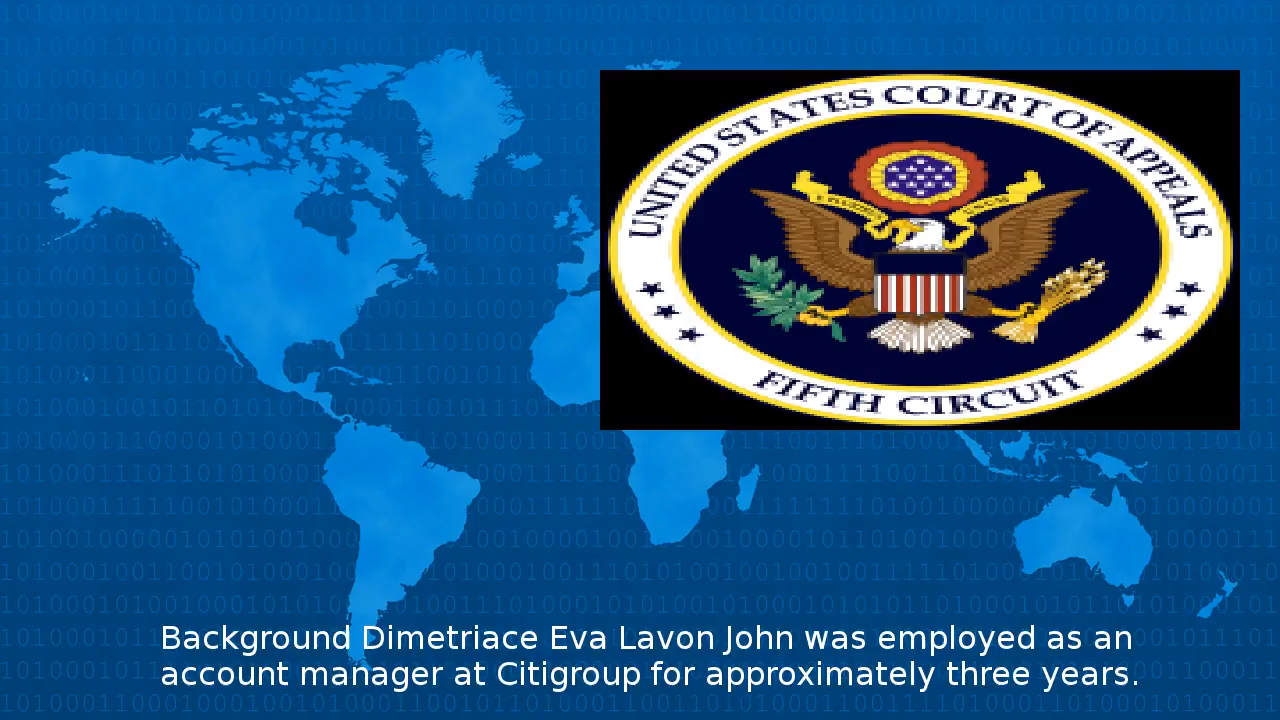 UNITED STATES COURT OF APPEALS
FIFTH CIRCUIT
Background Dimetriace Eva Lavon John was employed as an
account manager at Citigroup for approximately three years.